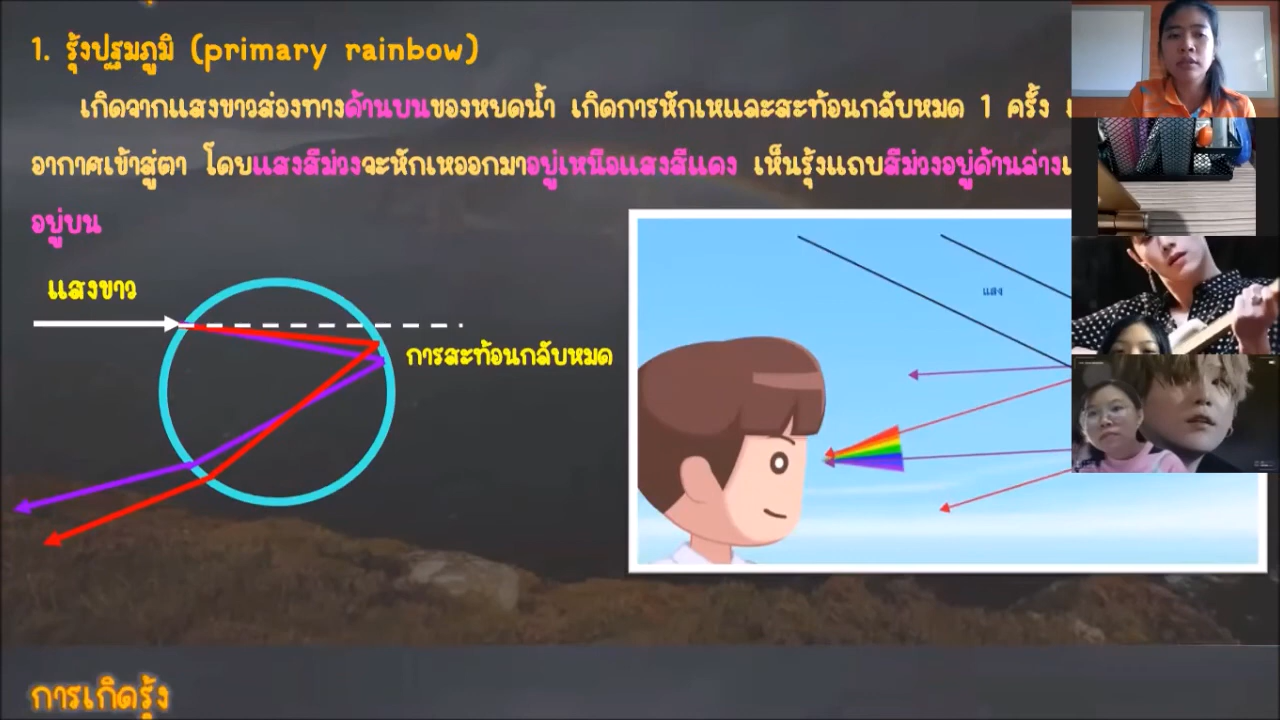 1. รุ้งปฐมภูมิ (primary rainbow)
เกิดจากแสงขาวส่องทางด้านบนของหยดน้ำ เกิดการหักเหและสะท้อนกลับหมด 1 ครั้ง
อากาศเข้าสู่ตา โดยแสงสีม่วงจะหักเหออกมาอยู่เหนือแสงสีแดง เห็นรุ้งแถบสีม่วงอยู่ด้านล่าง
อยู่บน
แสงขาว
แสง
การสะท้อนกลับหมด
การเกิดรุ้ง